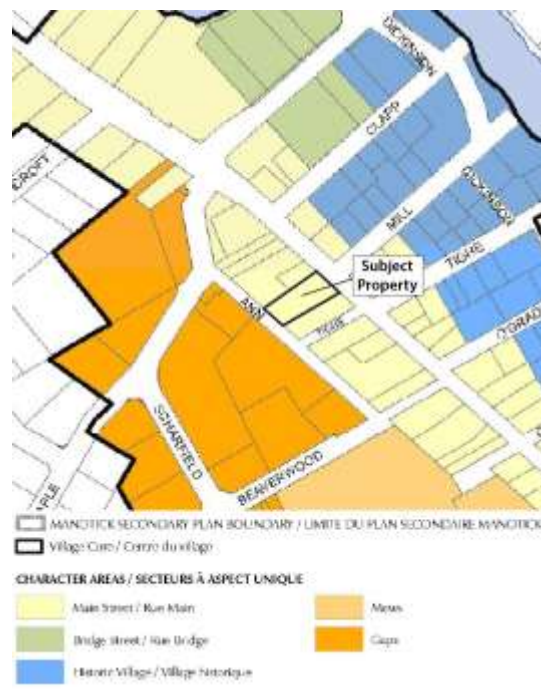 DICKINSON
CLAPP
CROFT
MILL
DICKINSON
TIGHE
Subject
Property
ANN
TIGHE
SCHARFIELD
BEAVERWOOD
APLE
MANOTICK SECONDARY PLAN BOUNDARY / LIMITE DU PLAN SECONDAIRE MANOTICK
Village Core / Centre du village
CHARACTER AREAS / SECTEURS À ASPECT UNIQUE
Main Street / Rue Main
Mews
Bridge Street / Rue Bridge
Gaps
Historic Village / Village historique